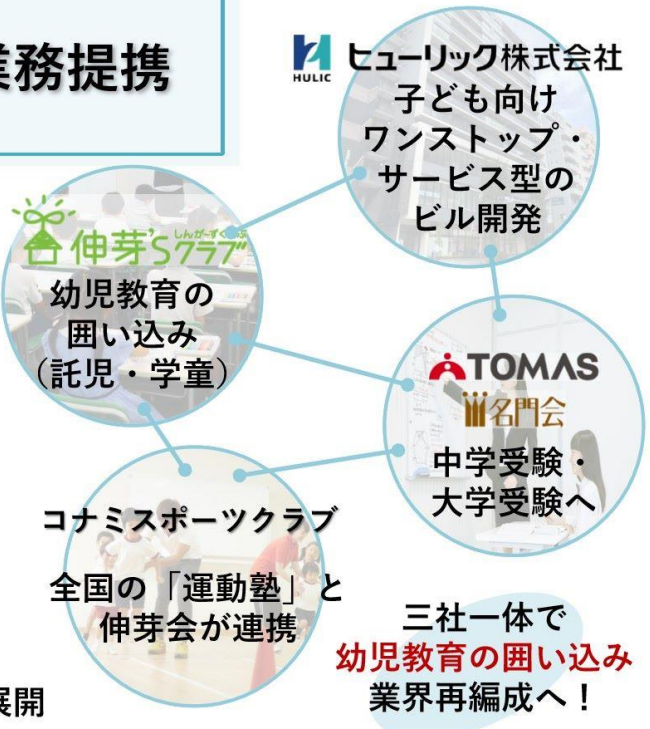 業務提携
HULIC ヒューリック株式会社
子ども向け
ワンストップ・
サービス型の
ビル開発
伸芽'Sクラブ
しんが~ずくらぶ
幼児教育の
囲い込み
（託児・学童）
TOMAS
名門会
中学受験・
大学受験へ
コナミスポーツクラブ
全国の「運動塾」と
伸芽会が連携
三社一体で
幼児教育の囲い込み
業界再編成へ！
展開